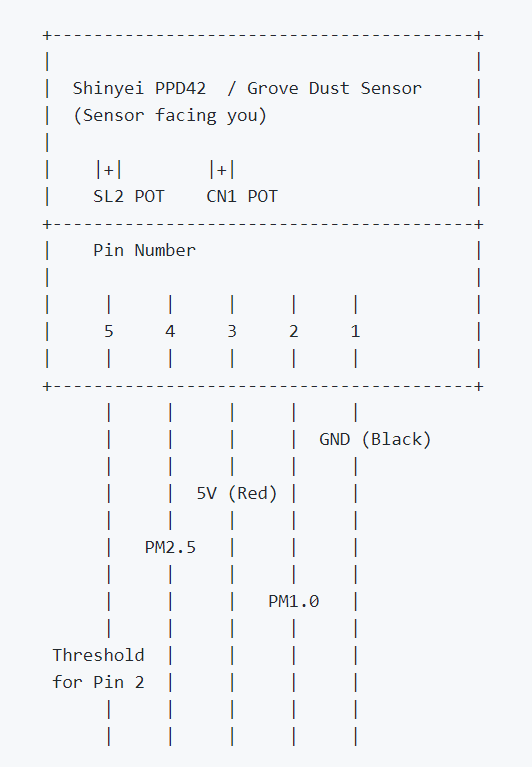 Shinyei PPD42 / Grove Dust Sensor
(Sensor facing you)
|+| |+|
SL2 POT CN1 POT
Pin Number
5 4 3 2 1
GND (Black)
5V (Red)
PM2.5
PM1.0
Threshold
for Pin 2